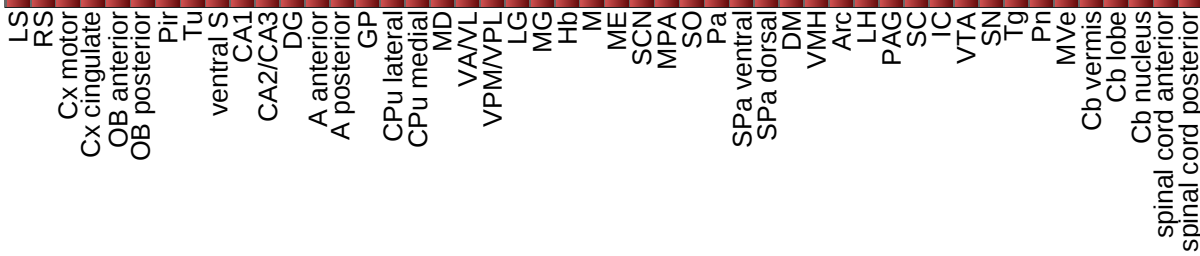 LS
RS
Cx motor
Cx cingulate
OB anterior
OB posterior
Pir
Tu
ventral S
CA1
CA2/CA3
DG
A anterior
A posterior
GP
CPu lateral
CPu medial
MD
VA/VL
VPM/VPL
LG
MG
Hb
M
ME
SCN
MPA
SO
Pa
SPa ventral
SPa dorsal
DM
VMH
Arc
LH
PAG
SC
IC
VTA
SN
Tg
Pn
MVe
Cb vermis
Cb lobe
Cb nucleus
spinal cord anterior
spinal cord posterior